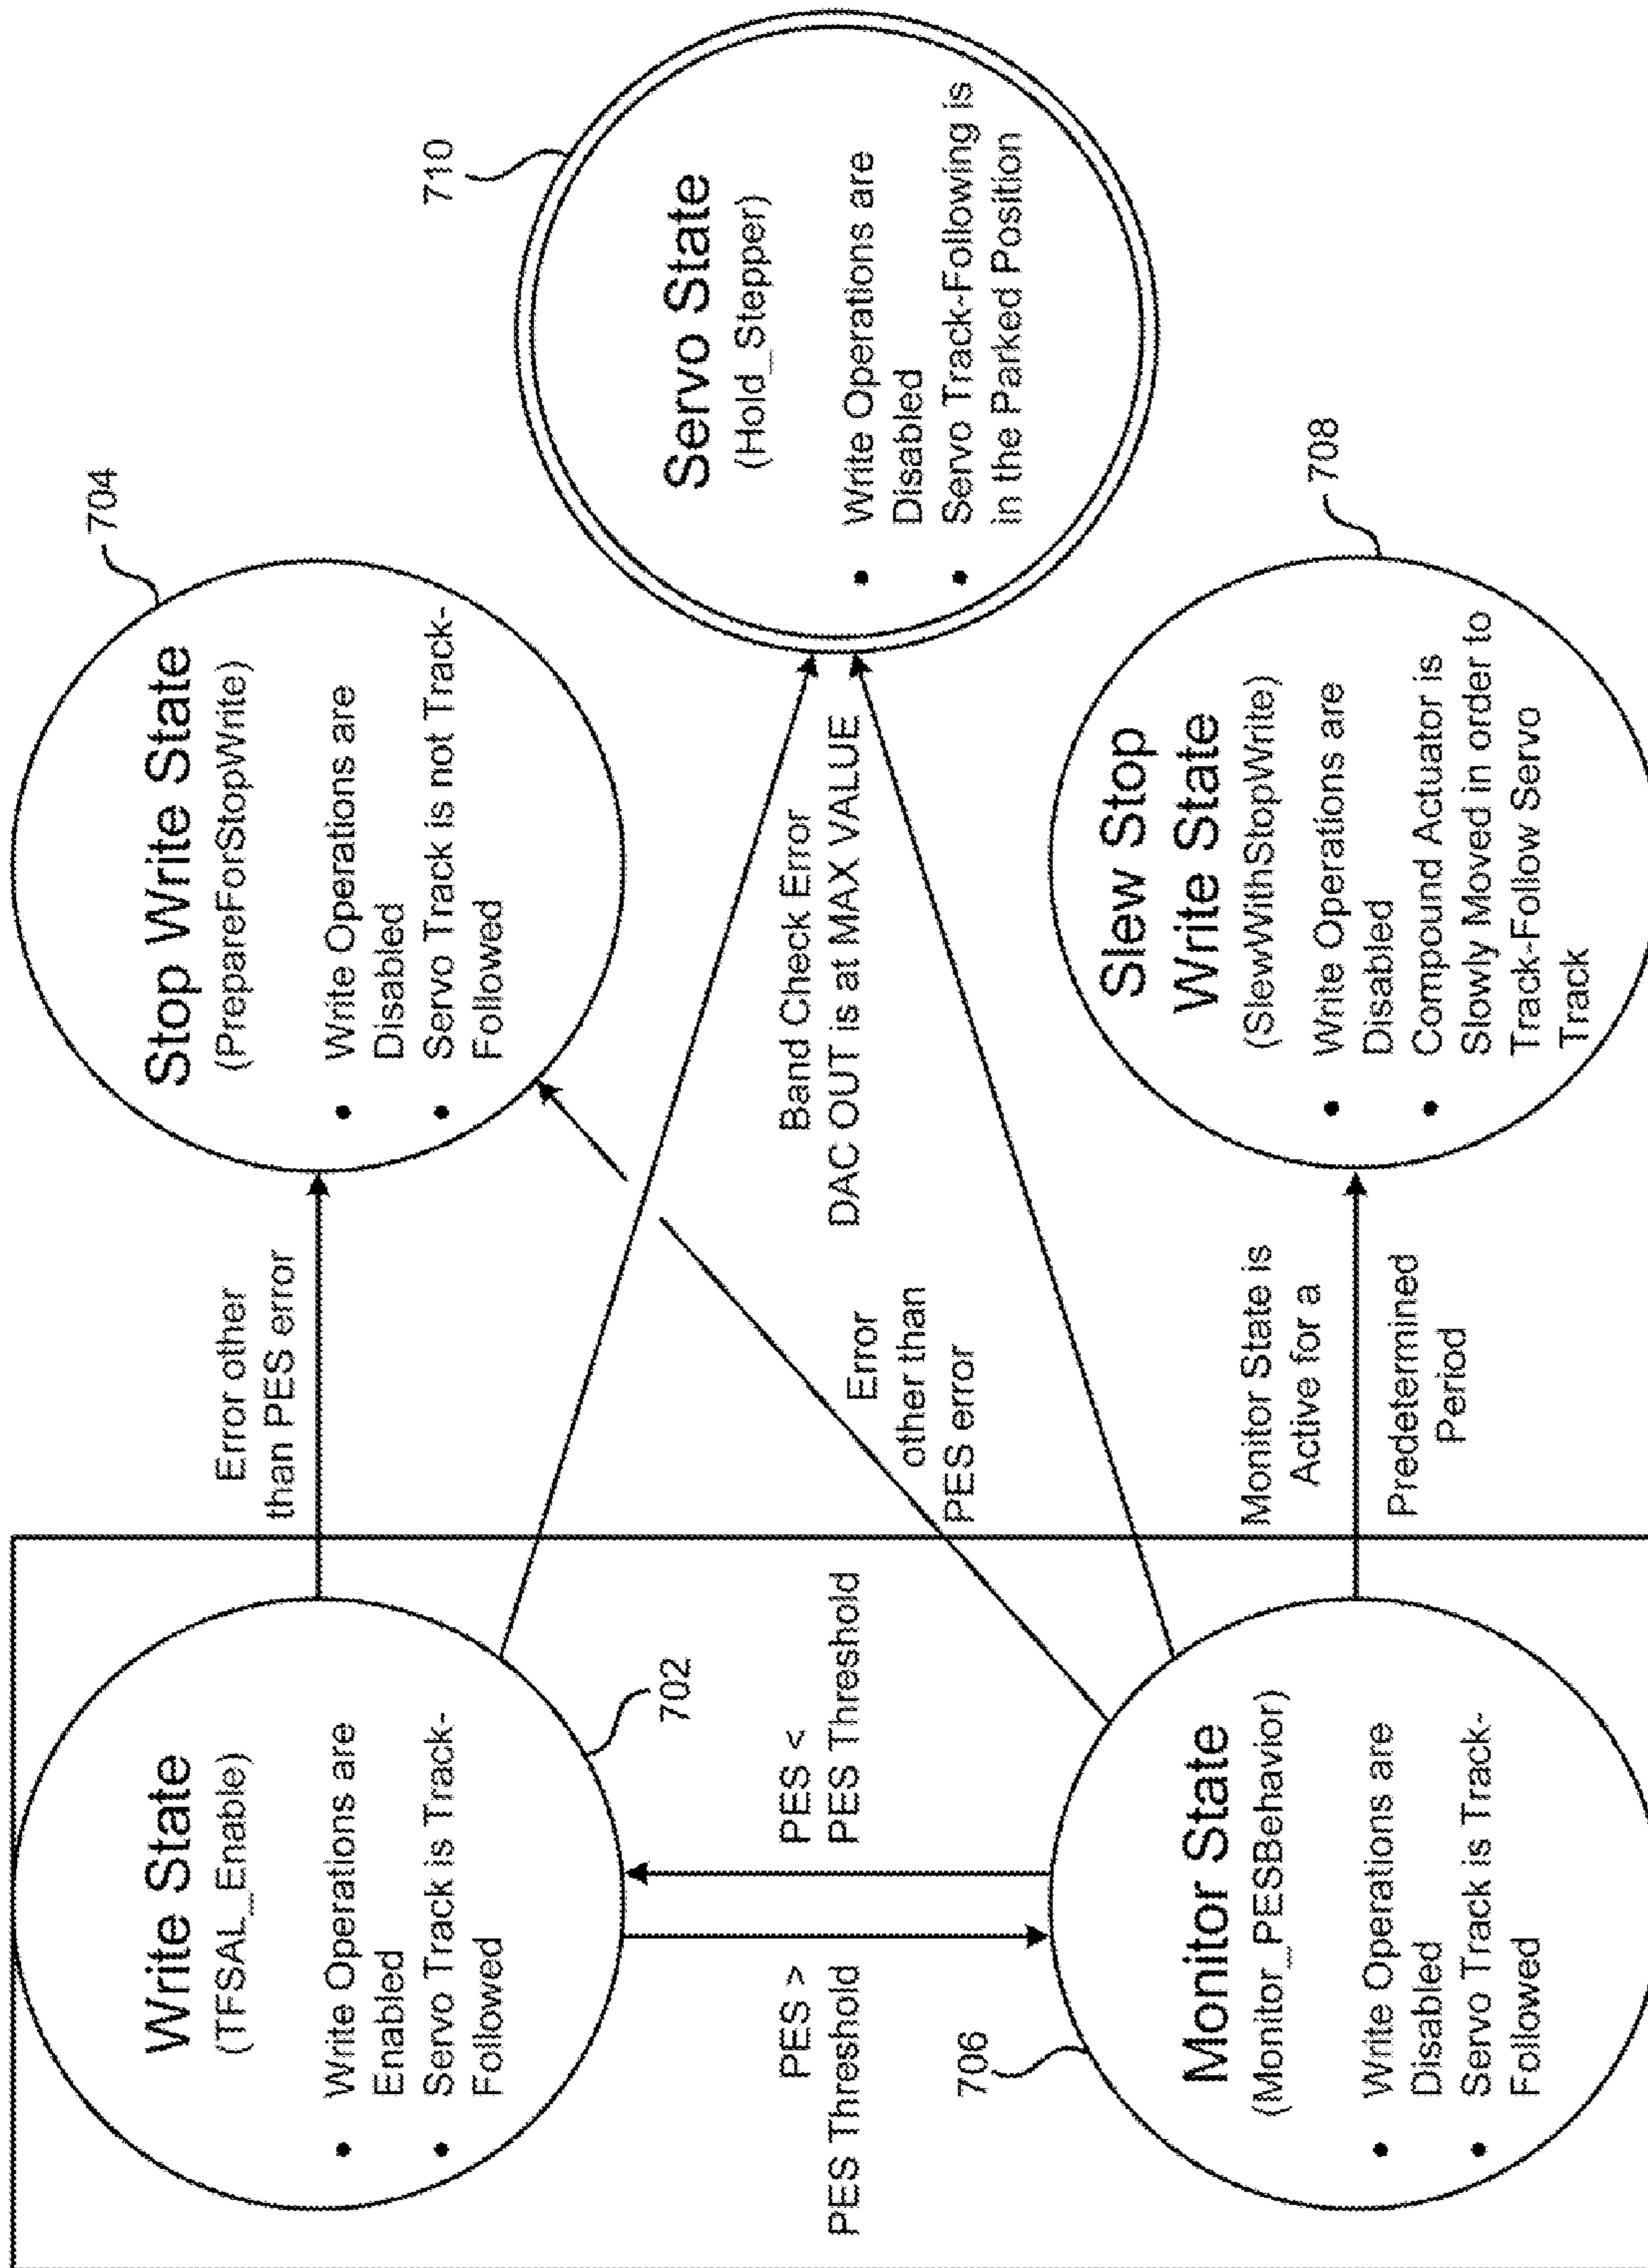 Write State
(TFSAL_Enable)
• Write Operations are
Enabled
• Servo Track is Track-
Followed
702
Error other
than PES error
Stop Write State
(PrepareForStopWrite)
• Write Operations are
Disabled
• Servo Track is not Track-
Followed
704
PES >
PES Threshold
PES <
PES Threshold
Error
other than
PES error
Band Check Error
DAC OUT is at MAX VALUE
Servo State
(Hold_Stepper)
• Write Operations are
Disabled
• Servo Track-Following is
in the Parked Position
710
706
Monitor State
(Monitor_PESBehavior)
• Write Operations are
Disabled
• Servo Track is Track-
Followed
Monitor State is
Active for a
Predetermined
Period
Slew Stop
Write State
(SlewWithStopWrite)
• Write Operations are
Disabled
• Compound Actuator is
Slowly Moved in order to
Track-Follow Servo
Track
708